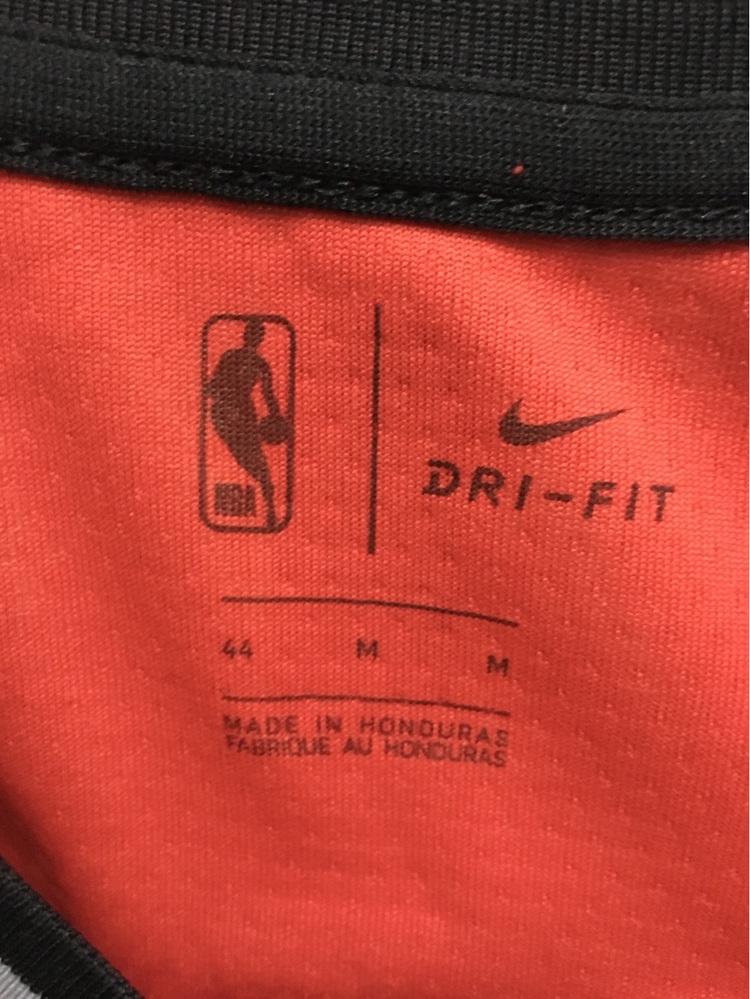 NBA
DRI-FIT
44 M M
MADE IN HONDURAS
FABRIQUE AU HONDURAS